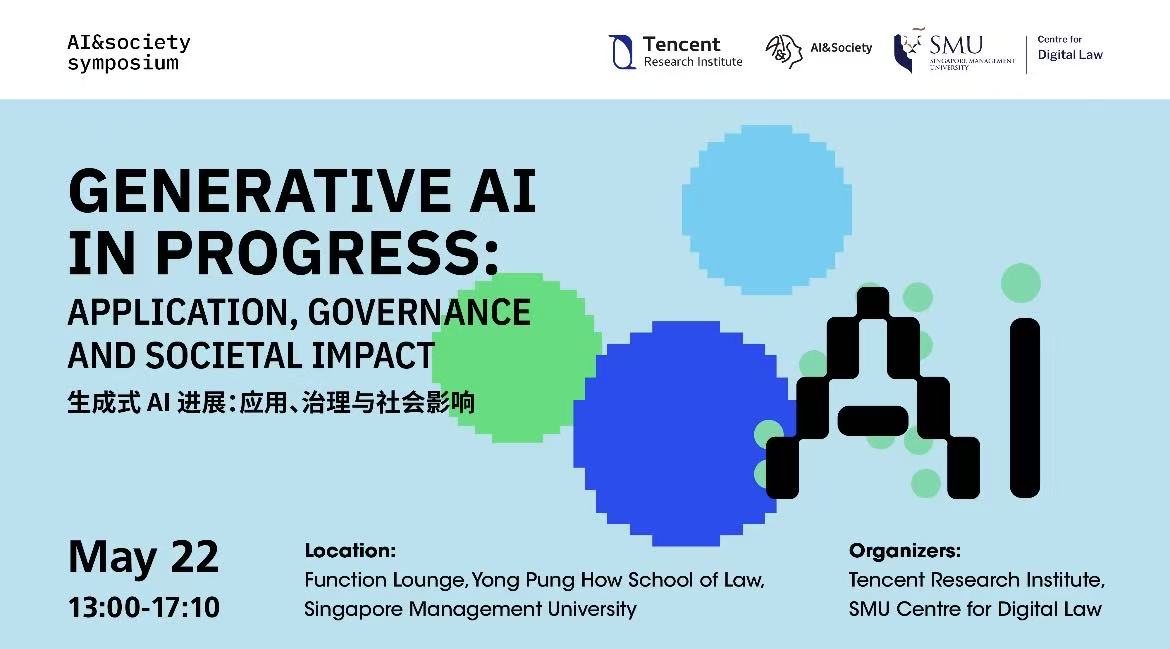 AI&society
symposium
Tencent
Research Institute
AI&S
AI&Society
SMU
SINGAPORE MANAGEMENT
UNIVERSITY
Centre for
Digital Law
GENERATIVE AI
IN PROGRESS:
APPLICATION, GOVERNANCE
AND SOCIETAL IMPACT
生成式 AI 进展：应用、治理与社会影响
AI
May 22
13:00-17:10
Location:
Function Lounge, Yong Pung How School of Law,
Singapore Management University
Organizers:
Tencent Research Institute,
SMU Centre for Digital Law